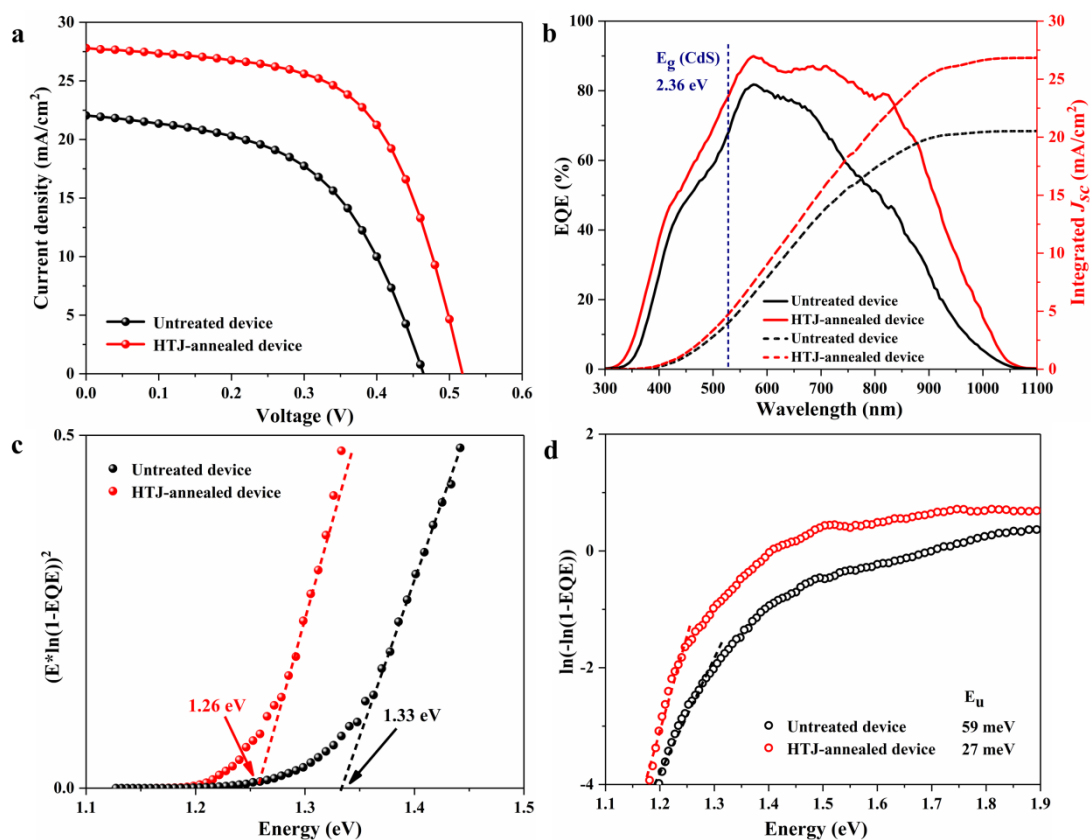 a
30
25
20
15
10
5
0
Current density (mA/cm²)
Untreated device
HTJ-annealed device
0.0 0.1 0.2 0.3 0.4 0.5 0.6
Voltage (V)
b
100
80
60
40
20
0
EQE (%)
E_g (CdS)
2.36 eV
Untreated device
HTJ-annealed device
Untreated device
HTJ-annealed device
30
25
20
15
10
5
0
Integrated J_sc (mA/cm²)
300 400 500 600 700 800 900 1000 1100
Wavelength (nm)
c
0.5
0.0
(E*ln(1-EQE))²
Untreated device
HTJ-annealed device
1.26 eV
1.33 eV
1.1 1.2 1.3 1.4 1.5
Energy (eV)
d
2
0
-2
-4
ln(-ln(1-EQE))
E_u
Untreated device 59 meV
HTJ-annealed device 27 meV
1.1 1.2 1.3 1.4 1.5 1.6 1.7 1.8 1.9
Energy (eV)